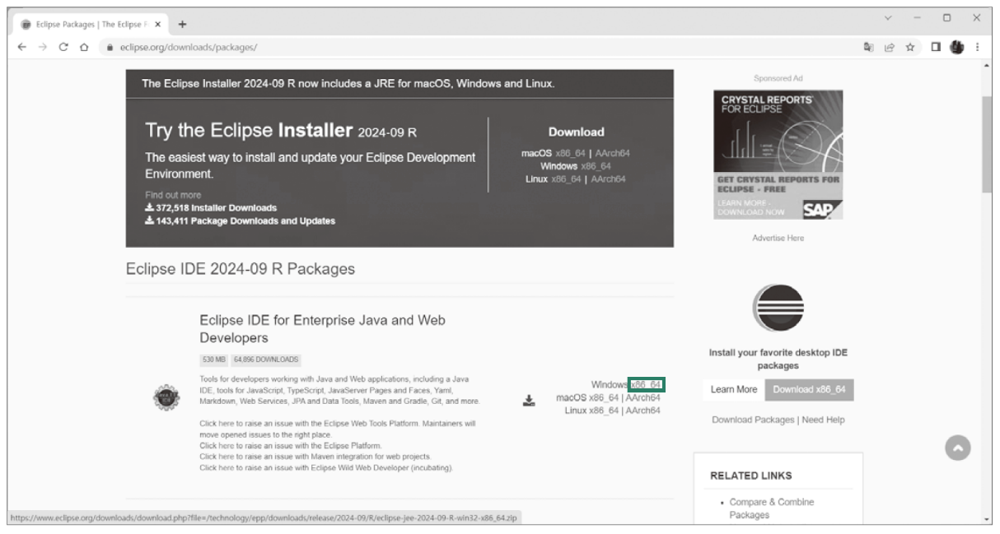 Eclipse Packages | The Eclipse F
eclipse.org/downloads/packages/
The Eclipse Installer 2024-09 R now includes a JRE for macOS, Windows and Linux.
Try the Eclipse Installer 2024-09 R
The easiest way to install and update your Eclipse Development
Environment.
Find out more
372,518 Installer Downloads
143,411 Package Downloads and Updates
Download
macOS x86_64 | AArch64
Windows x86_64
Linux x86_64 | AArch64
Eclipse IDE 2024-09 R Packages
Eclipse IDE for Enterprise Java and Web
Developers
530 MB 64,896 DOWNLOADS
Tools for developers working with Java and Web applications, including a Java
IDE, tools for JavaScript, TypeScript, JavaServer Pages and Faces, Yaml,
Markdown, Web Services, JPA and Data Tools, Maven and Gradle, Git, and more.
Click here to raise an issue with the Eclipse Web Tools Platform. Maintainers will
move opened issues to the right place.
Click here to raise an issue with the Eclipse Platform.
Click here to raise an issue with Maven integration for web projects.
Click here to raise an issue with Eclipse Wild Web Developer (incubating).
Windows x86_64
macOS x86_64 | AArch64
Linux x86_64 | AArch64
Sponsored Ad
CRYSTAL REPORTS
FOR ECLIPSE
GET CRYSTAL REPORTS FOR
ECLIPSE - FREE
LEARN MORE -
DOWNLOAD NOW
SAP
Advertise Here
Install your favorite desktop IDE
packages
Learn More Download x86_64
Download Packages | Need Help
RELATED LINKS
Compare & Combine
Packages
https://www.eclipse.org/downloads/download.php?file=/technology/epp/downloads/release/2024-09/R/eclipse-jee-2024-09-R-win32-x86_64.zip